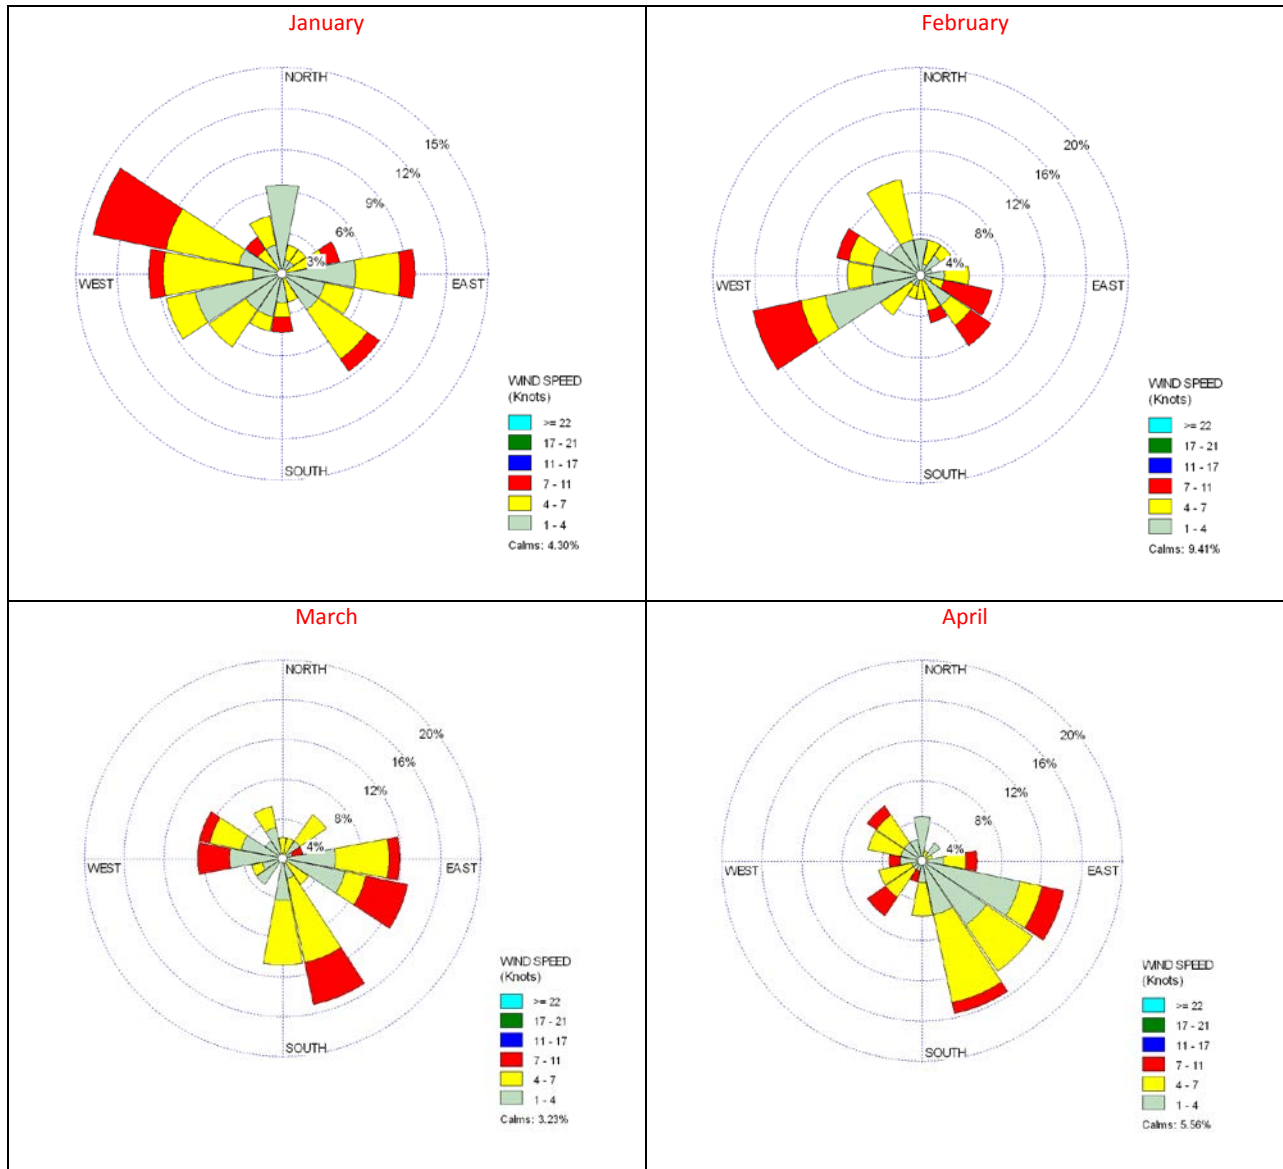 January
NORTH
15%
12%
9%
6%
3%
WEST
EAST
SOUTH
WIND SPEED
(Knots)
>= 22
17 - 21
11 - 17
7 - 11
4 - 7
1 - 4
Calms: 4.30%
February
NORTH
20%
16%
12%
8%
4%
WEST
EAST
SOUTH
WIND SPEED
(Knots)
>= 22
17 - 21
11 - 17
7 - 11
4 - 7
1 - 4
Calms: 9.41%
March
NORTH
20%
16%
12%
8%
4%
WEST
EAST
SOUTH
WIND SPEED
(Knots)
>= 22
17 - 21
11 - 17
7 - 11
4 - 7
1 - 4
Calms: 3.23%
April
NORTH
20%
16%
12%
8%
4%
WEST
EAST
SOUTH
WIND SPEED
(Knots)
>= 22
17 - 21
11 - 17
7 - 11
4 - 7
1 - 4
Calms: 5.56%